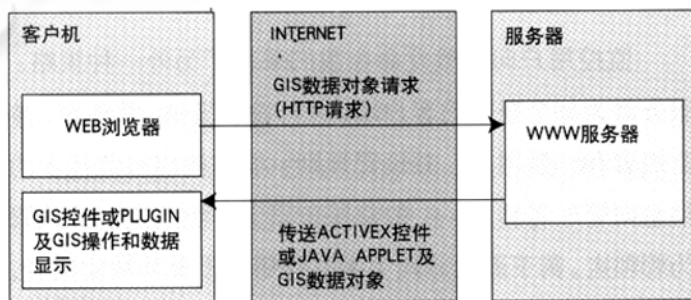 客户机
WEB浏览器
GIS控件或PLUGIN
及GIS操作和数据
显示
INTERNET
GIS数据对象请求
(HTTP请求)
传送ACTIVEX控件
或JAVA APPLET及
GIS数据对象
服务器
WWW服务器